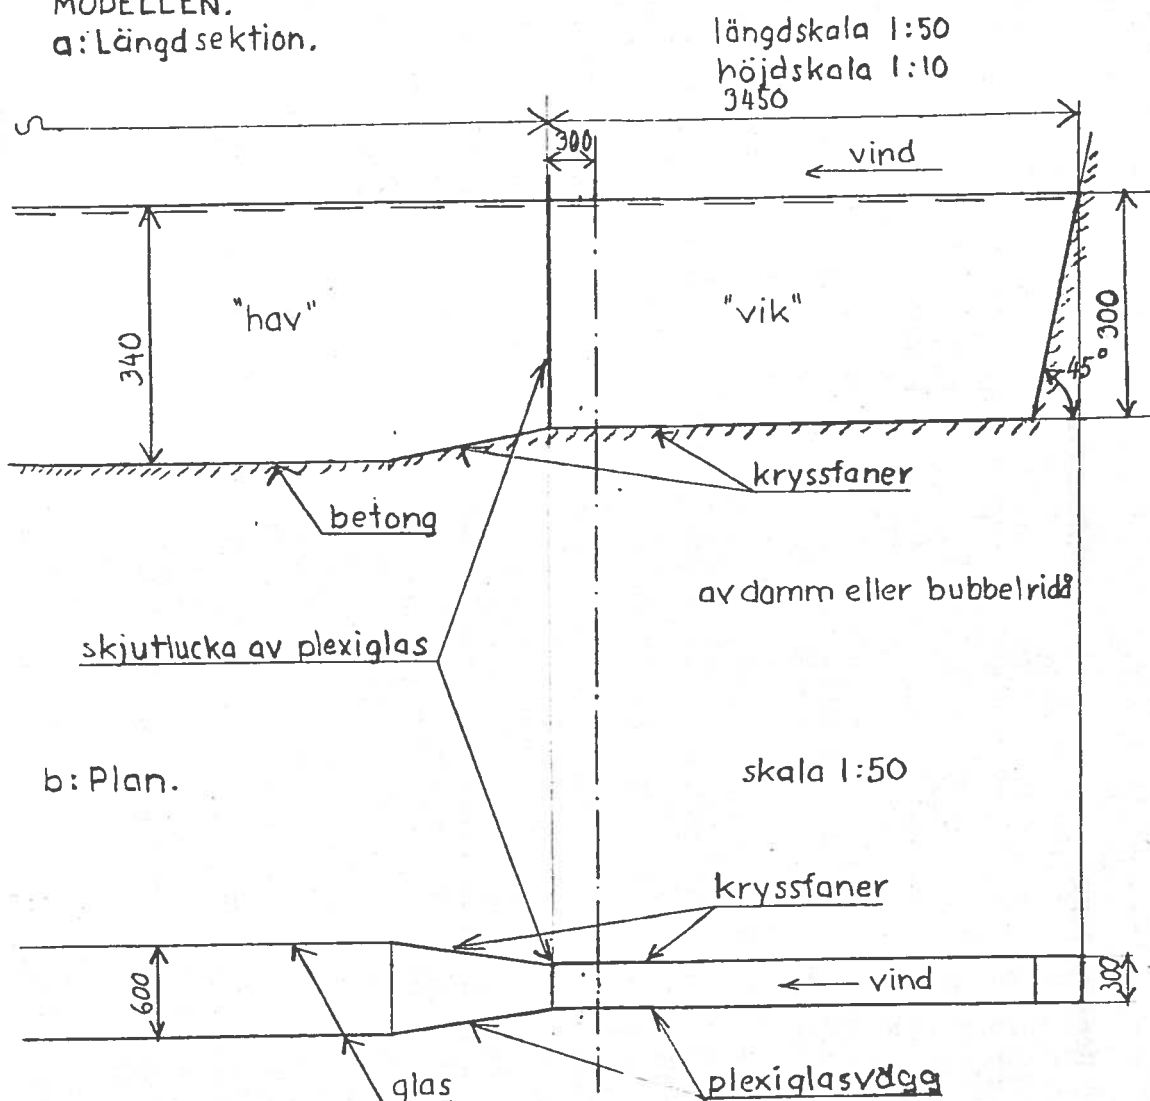 MODELLEN.
a: Längdsektion.
längdskala 1:50
höjdskala 1:10
3450
300
vind
340
"hav"
"vik"
300
45°
kryssfaner
betong
av damm eller bubbelridå
skjutlucka av plexiglas
b: Plan.
skala 1:50
kryssfaner
600
vind
300
glas
plexiglasvägg